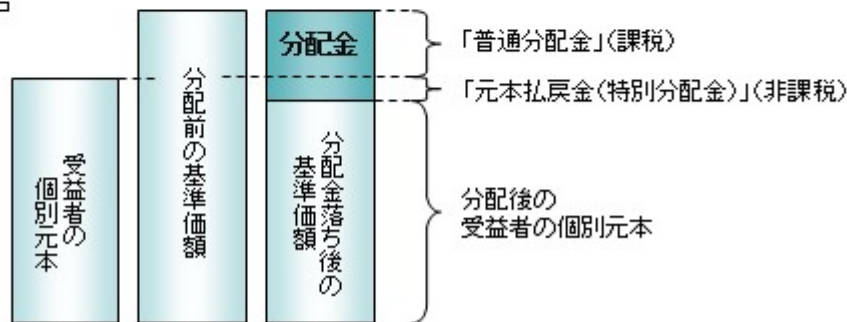 分配金
「普通分配金」(課税)
「元本払戻金(特別分配金)」(非課税)
受益者の
個別元本
分配前の基準価額
分配金落ち後の
基準価額
分配後の
受益者の個別元本